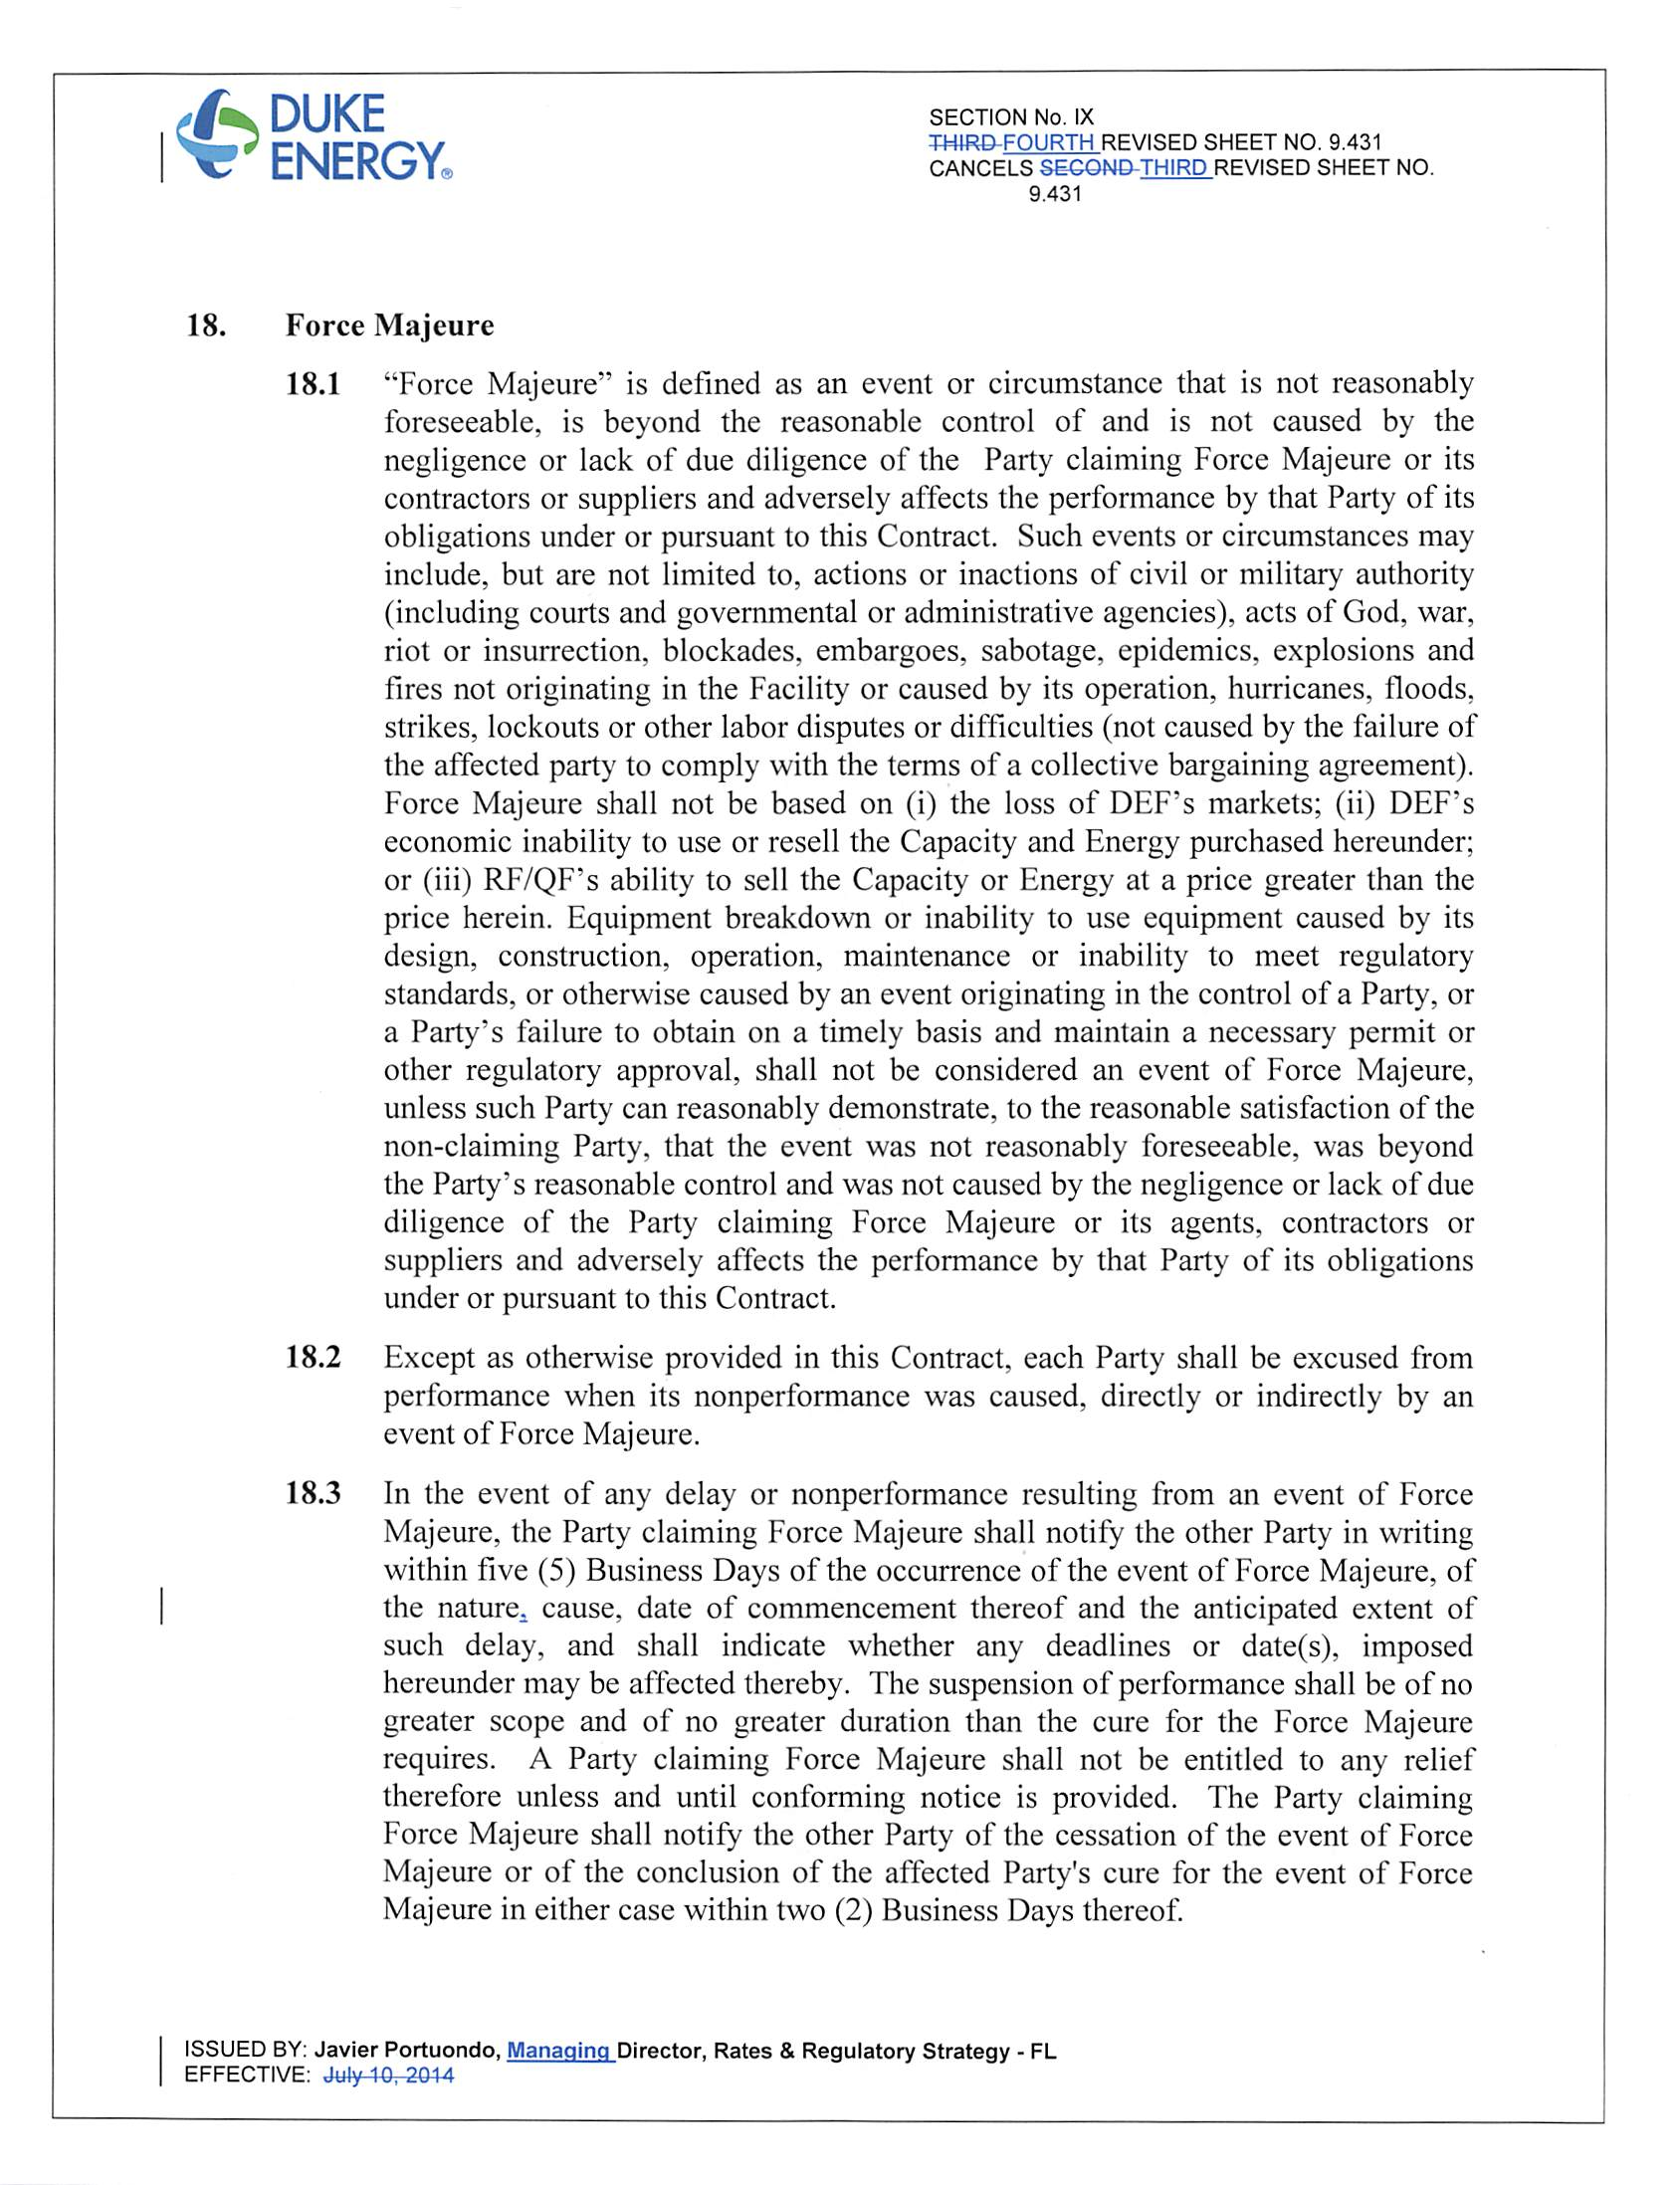 DUKE
ENERGY®
SECTION No. IX
THIRD FOURTH REVISED SHEET NO. 9.431
CANCELS SECOND THIRD REVISED SHEET NO.
9.431
18. Force Majeure
18.1 “Force Majeure” is defined as an event or circumstance that is not reasonably
foreseeable, is beyond the reasonable control of and is not caused by the
negligence or lack of due diligence of the Party claiming Force Majeure or its
contractors or suppliers and adversely affects the performance by that Party of its
obligations under or pursuant to this Contract. Such events or circumstances may
include, but are not limited to, actions or inactions of civil or military authority
(including courts and governmental or administrative agencies), acts of God, war,
riot or insurrection, blockades, embargoes, sabotage, epidemics, explosions and
fires not originating in the Facility or caused by its operation, hurricanes, floods,
strikes, lockouts or other labor disputes or difficulties (not caused by the failure of
the affected party to comply with the terms of a collective bargaining agreement).
Force Majeure shall not be based on (i) the loss of DEF’s markets; (ii) DEF’s
economic inability to use or resell the Capacity and Energy purchased hereunder;
or (iii) RF/QF’s ability to sell the Capacity or Energy at a price greater than the
price herein. Equipment breakdown or inability to use equipment caused by its
design, construction, operation, maintenance or inability to meet regulatory
standards, or otherwise caused by an event originating in the control of a Party, or
a Party’s failure to obtain on a timely basis and maintain a necessary permit or
other regulatory approval, shall not be considered an event of Force Majeure,
unless such Party can reasonably demonstrate, to the reasonable satisfaction of the
non-claiming Party, that the event was not reasonably foreseeable, was beyond
the Party’s reasonable control and was not caused by the negligence or lack of due
diligence of the Party claiming Force Majeure or its agents, contractors or
suppliers and adversely affects the performance by that Party of its obligations
under or pursuant to this Contract.
18.2 Except as otherwise provided in this Contract, each Party shall be excused from
performance when its nonperformance was caused, directly or indirectly by an
event of Force Majeure.
18.3 In the event of any delay or nonperformance resulting from an event of Force
Majeure, the Party claiming Force Majeure shall notify the other Party in writing
within five (5) Business Days of the occurrence of the event of Force Majeure, of
the nature, cause, date of commencement thereof and the anticipated extent of
such delay, and shall indicate whether any deadlines or date(s), imposed
hereunder may be affected thereby. The suspension of performance shall be of no
greater scope and of no greater duration than the cure for the Force Majeure
requires. A Party claiming Force Majeure shall not be entitled to any relief
therefore unless and until conforming notice is provided. The Party claiming
Force Majeure shall notify the other Party of the cessation of the event of Force
Majeure or of the conclusion of the affected Party's cure for the event of Force
Majeure in either case within two (2) Business Days thereof.
ISSUED BY: Javier Portuondo, Managing Director, Rates & Regulatory Strategy - FL
EFFECTIVE: July 10, 2014